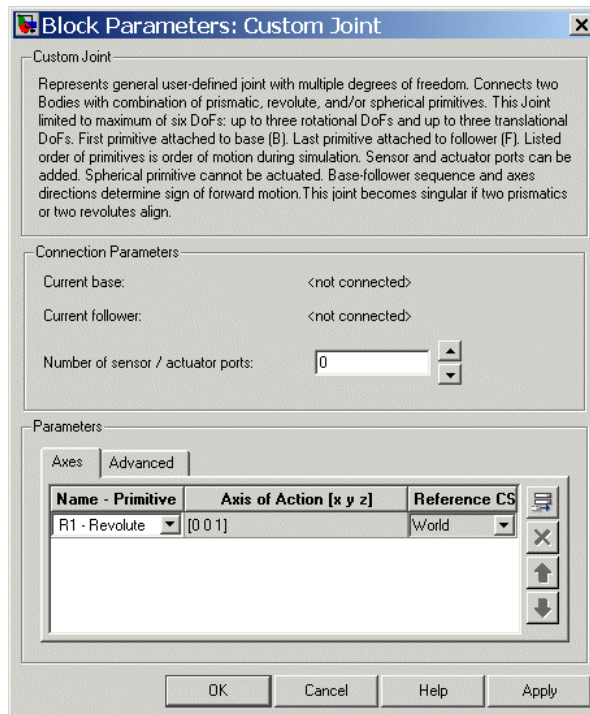 Block Parameters: Custom Joint
Custom Joint
Represents general user-defined joint with multiple degrees of freedom. Connects two
Bodies with combination of prismatic, revolute, and/or spherical primitives. This Joint
limited to maximum of six DoFs: up to three rotational DoFs and up to three translational
DoFs. First primitive attached to base (B). Last primitive attached to follower (F). Listed
order of primitives is order of motion during simulation. Sensor and actuator ports can be
added. Spherical primitive cannot be actuated. Base-follower sequence and axes
directions determine sign of forward motion.This joint becomes singular if two prismatics
or two revolutes align.
Connection Parameters
Current base: <not connected>
Current follower: <not connected>
Number of sensor / actuator ports: 0
Parameters
Axes Advanced
Name - Primitive Axis of Action [x y z] Reference CS
R1 - Revolute [0 0 1] World
OK Cancel Help Apply